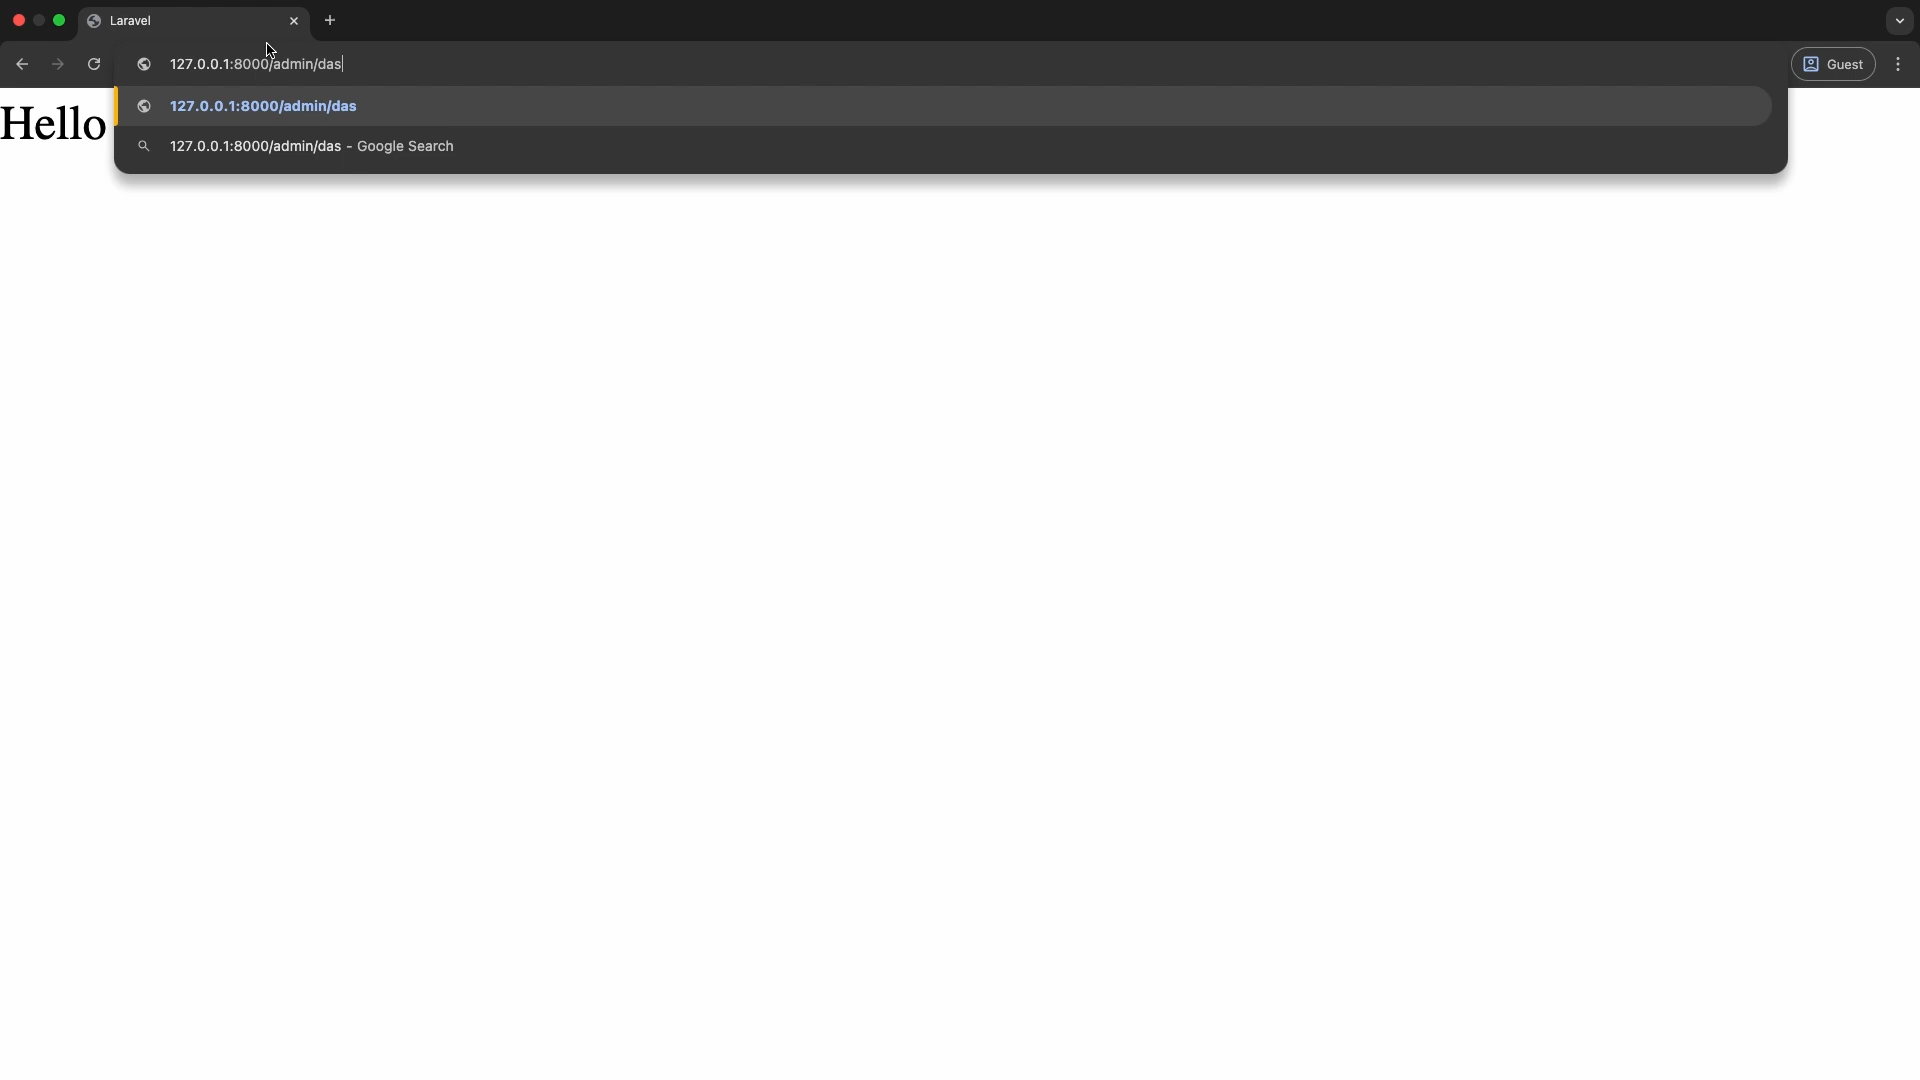 Laravel
127.0.0.1:8000/admin/das
Guest
127.0.0.1:8000/admin/das
127.0.0.1:8000/admin/das - Google Search
Hello